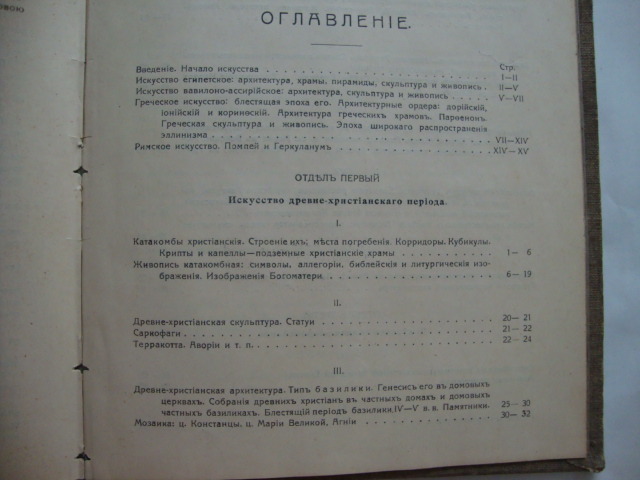 ОГЛАВЛЕНІЕ.
Стр.
Введеніе. Начало искусства . . . I–II
Искусство египетское: архитектура, храмы, пирамиды, скульптура и живопись . II–V
Искусство вавилоно-ассирійское: архитектура, скульптура и живопись . . . . . V–VII
Греческое искусство: блестящая эпоха его. Архитектурные ордера: дорійскій,
іонійскій и коринѳскій. Архитектура греческихъ храмовъ. Парѳенонъ.
Греческая скульптура и живопись. Эпоха широкаго распространенія
эллинизма . . . VII–XIV
Римское искусство. Помпей и Геркуланумъ . . . XIV–XV
ОТДѢЛЪ ПЕРВЫЙ
Искусство древне-христіанскаго періода.
I.
Катакомбы христіанскія. Строеніе ихъ; мѣста погребенія. Корридоры. Кубикулы.
Крипты и капеллы—подземные христіанскіе храмы . . . 1– 6
Живопись катакомбная: символы, аллегоріи, библейскія и литургическія изо-
браженія. Изображенія Богоматери. . . . 6–19
II.
Древне-христіанская скульптура. Статуи . . . 20– 21
Саркофаги . . . 21– 22
Терракотта. Аворіи и т. п. . . . 22– 24
III.
Древне-христіанская архитектура. Типъ базилики. Генесисъ его въ домовыхъ
церквахъ. Собранія древнихъ христіанъ въ частныхъ домахъ и домовыхъ
частныхъ базиликахъ. Блестящій періодъ базилики IV–V в.в. Памятники. 25– 30
Мозаика: ц. Констанцы, ц. Маріи Великой, Агніи . . . 30– 32